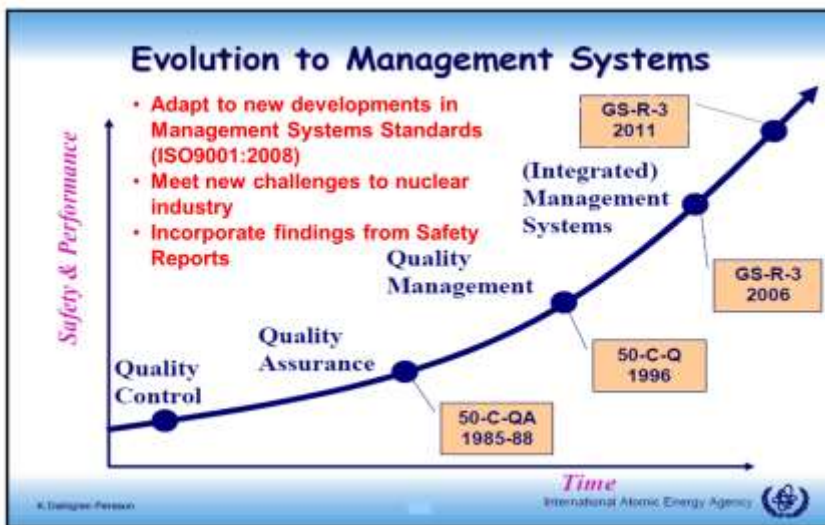 Evolution to Management Systems
• Adapt to new developments in
Management Systems Standards
(ISO9001:2008)
• Meet new challenges to nuclear
industry
• Incorporate findings from Safety
Reports
GS-R-3
2011
(Integrated)
Management
Systems
GS-R-3
2006
Quality
Management
50-C-Q
1996
Quality
Assurance
50-C-QA
1985-88
Quality
Control
Safety & Performance
Time
International Atomic Energy Agency